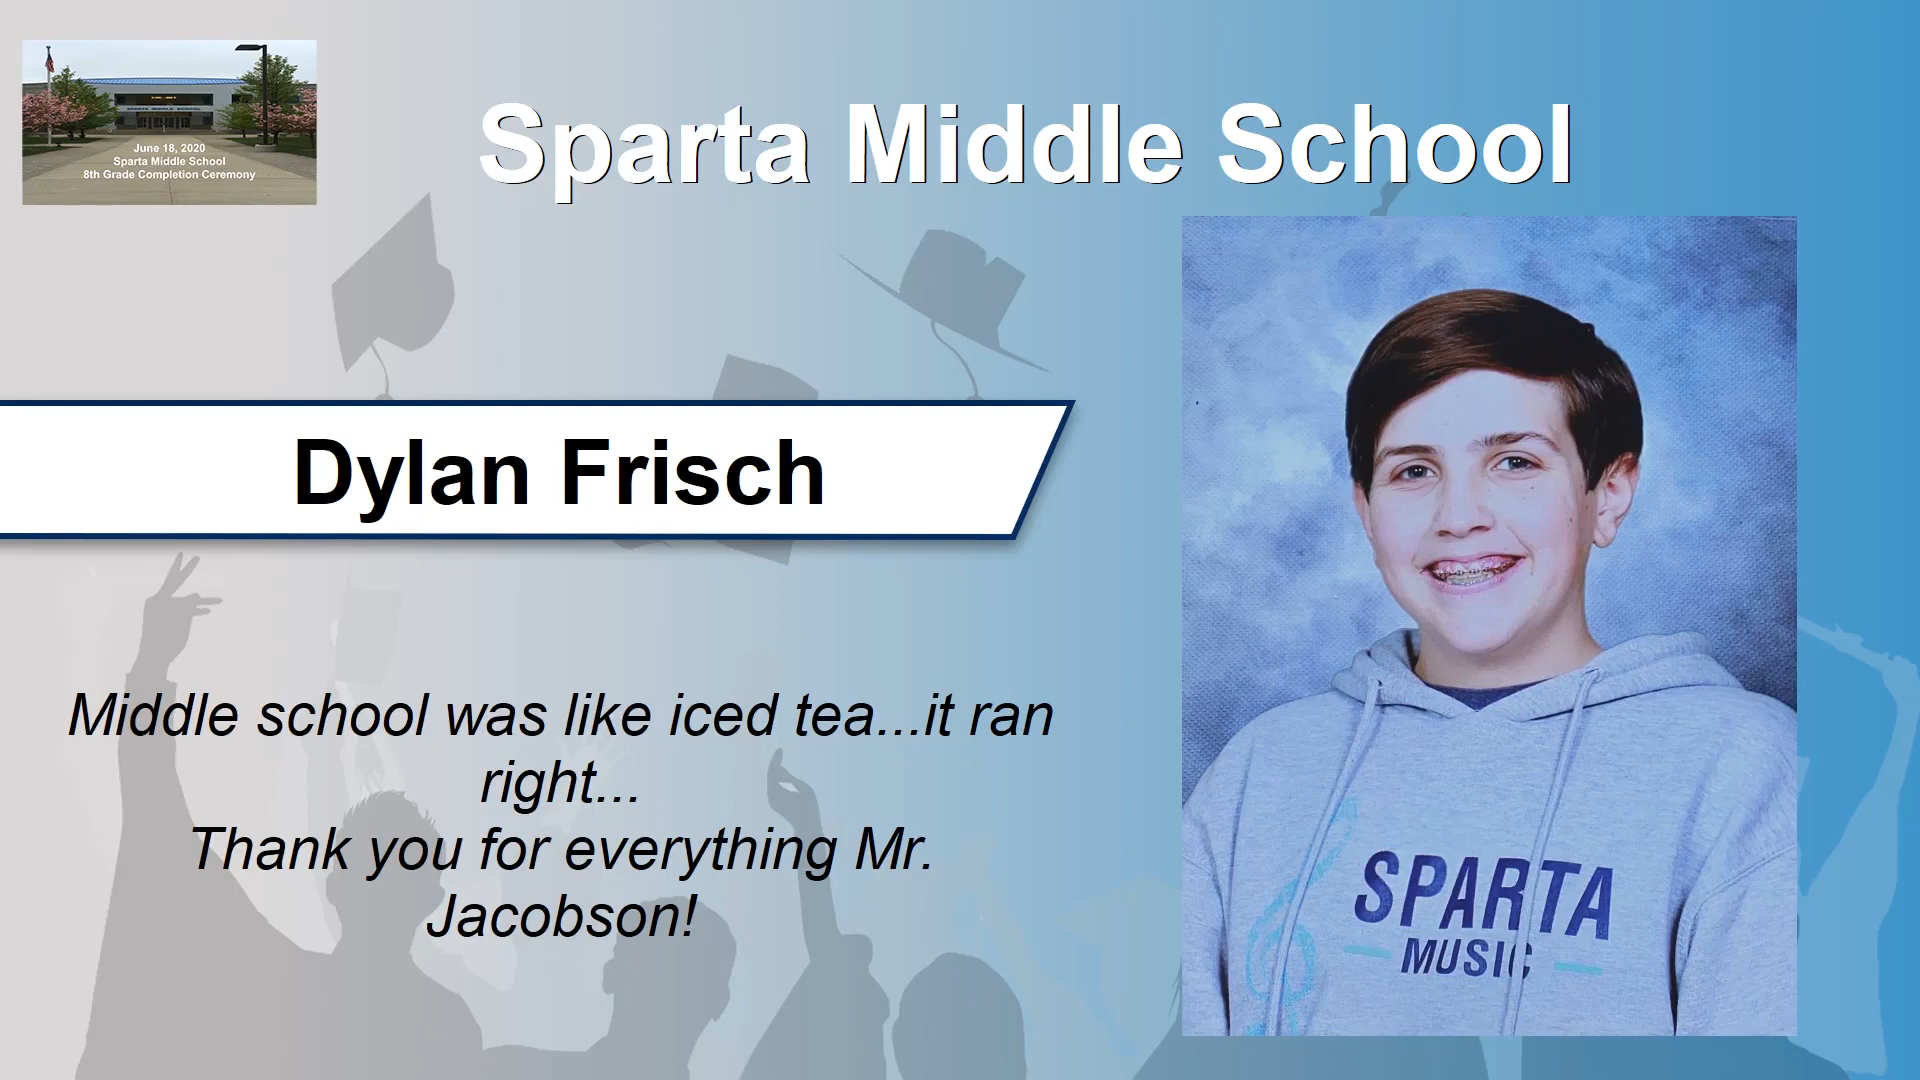 June 18, 2020
Sparta Middle School
8th Grade Completion Ceremony
Sparta Middle School
Dylan Frisch
Middle school was like iced tea...it ran
right...
Thank you for everything Mr.
Jacobson!
SPARTA
MUSIC